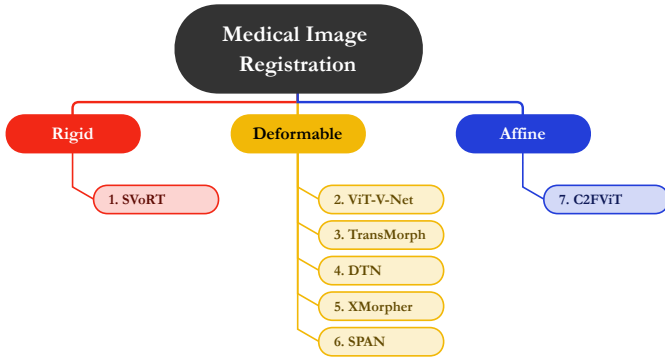 Medical Image
Registration
Rigid
Deformable
Affine
1. SVoRT
2. ViT-V-Net
3. TransMorph
4. DTN
5. XMorpher
6. SPAN
7. C2FViT